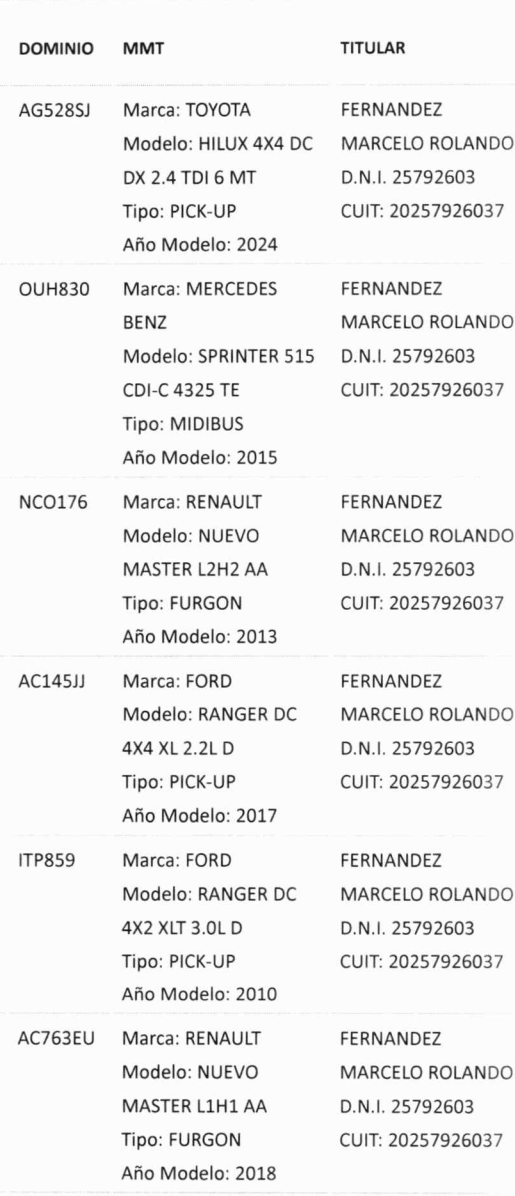 DOMINIO MMT TITULAR
AG528SJ Marca: TOYOTA FERNANDEZ
Modelo: HILUX 4X4 DC MARCELO ROLANDO
DX 2.4 TDI 6 MT D.N.I. 25792603
Tipo: PICK-UP CUIT: 20257926037
Año Modelo: 2024
OUH830 Marca: MERCEDES FERNANDEZ
BENZ MARCELO ROLANDO
Modelo: SPRINTER 515 D.N.I. 25792603
CDI-C 4325 TE CUIT: 20257926037
Tipo: MIDIBUS
Año Modelo: 2015
NCO176 Marca: RENAULT FERNANDEZ
Modelo: NUEVO MARCELO ROLANDO
MASTER L2H2 AA D.N.I. 25792603
Tipo: FURGON CUIT: 20257926037
Año Modelo: 2013
AC145JJ Marca: FORD FERNANDEZ
Modelo: RANGER DC MARCELO ROLANDO
4X4 XL 2.2L D D.N.I. 25792603
Tipo: PICK-UP CUIT: 20257926037
Año Modelo: 2017
ITP859 Marca: FORD FERNANDEZ
Modelo: RANGER DC MARCELO ROLANDO
4X2 XLT 3.0L D D.N.I. 25792603
Tipo: PICK-UP CUIT: 20257926037
Año Modelo: 2010
AC763EU Marca: RENAULT FERNANDEZ
Modelo: NUEVO MARCELO ROLANDO
MASTER L1H1 AA D.N.I. 25792603
Tipo: FURGON CUIT: 20257926037
Año Modelo: 2018